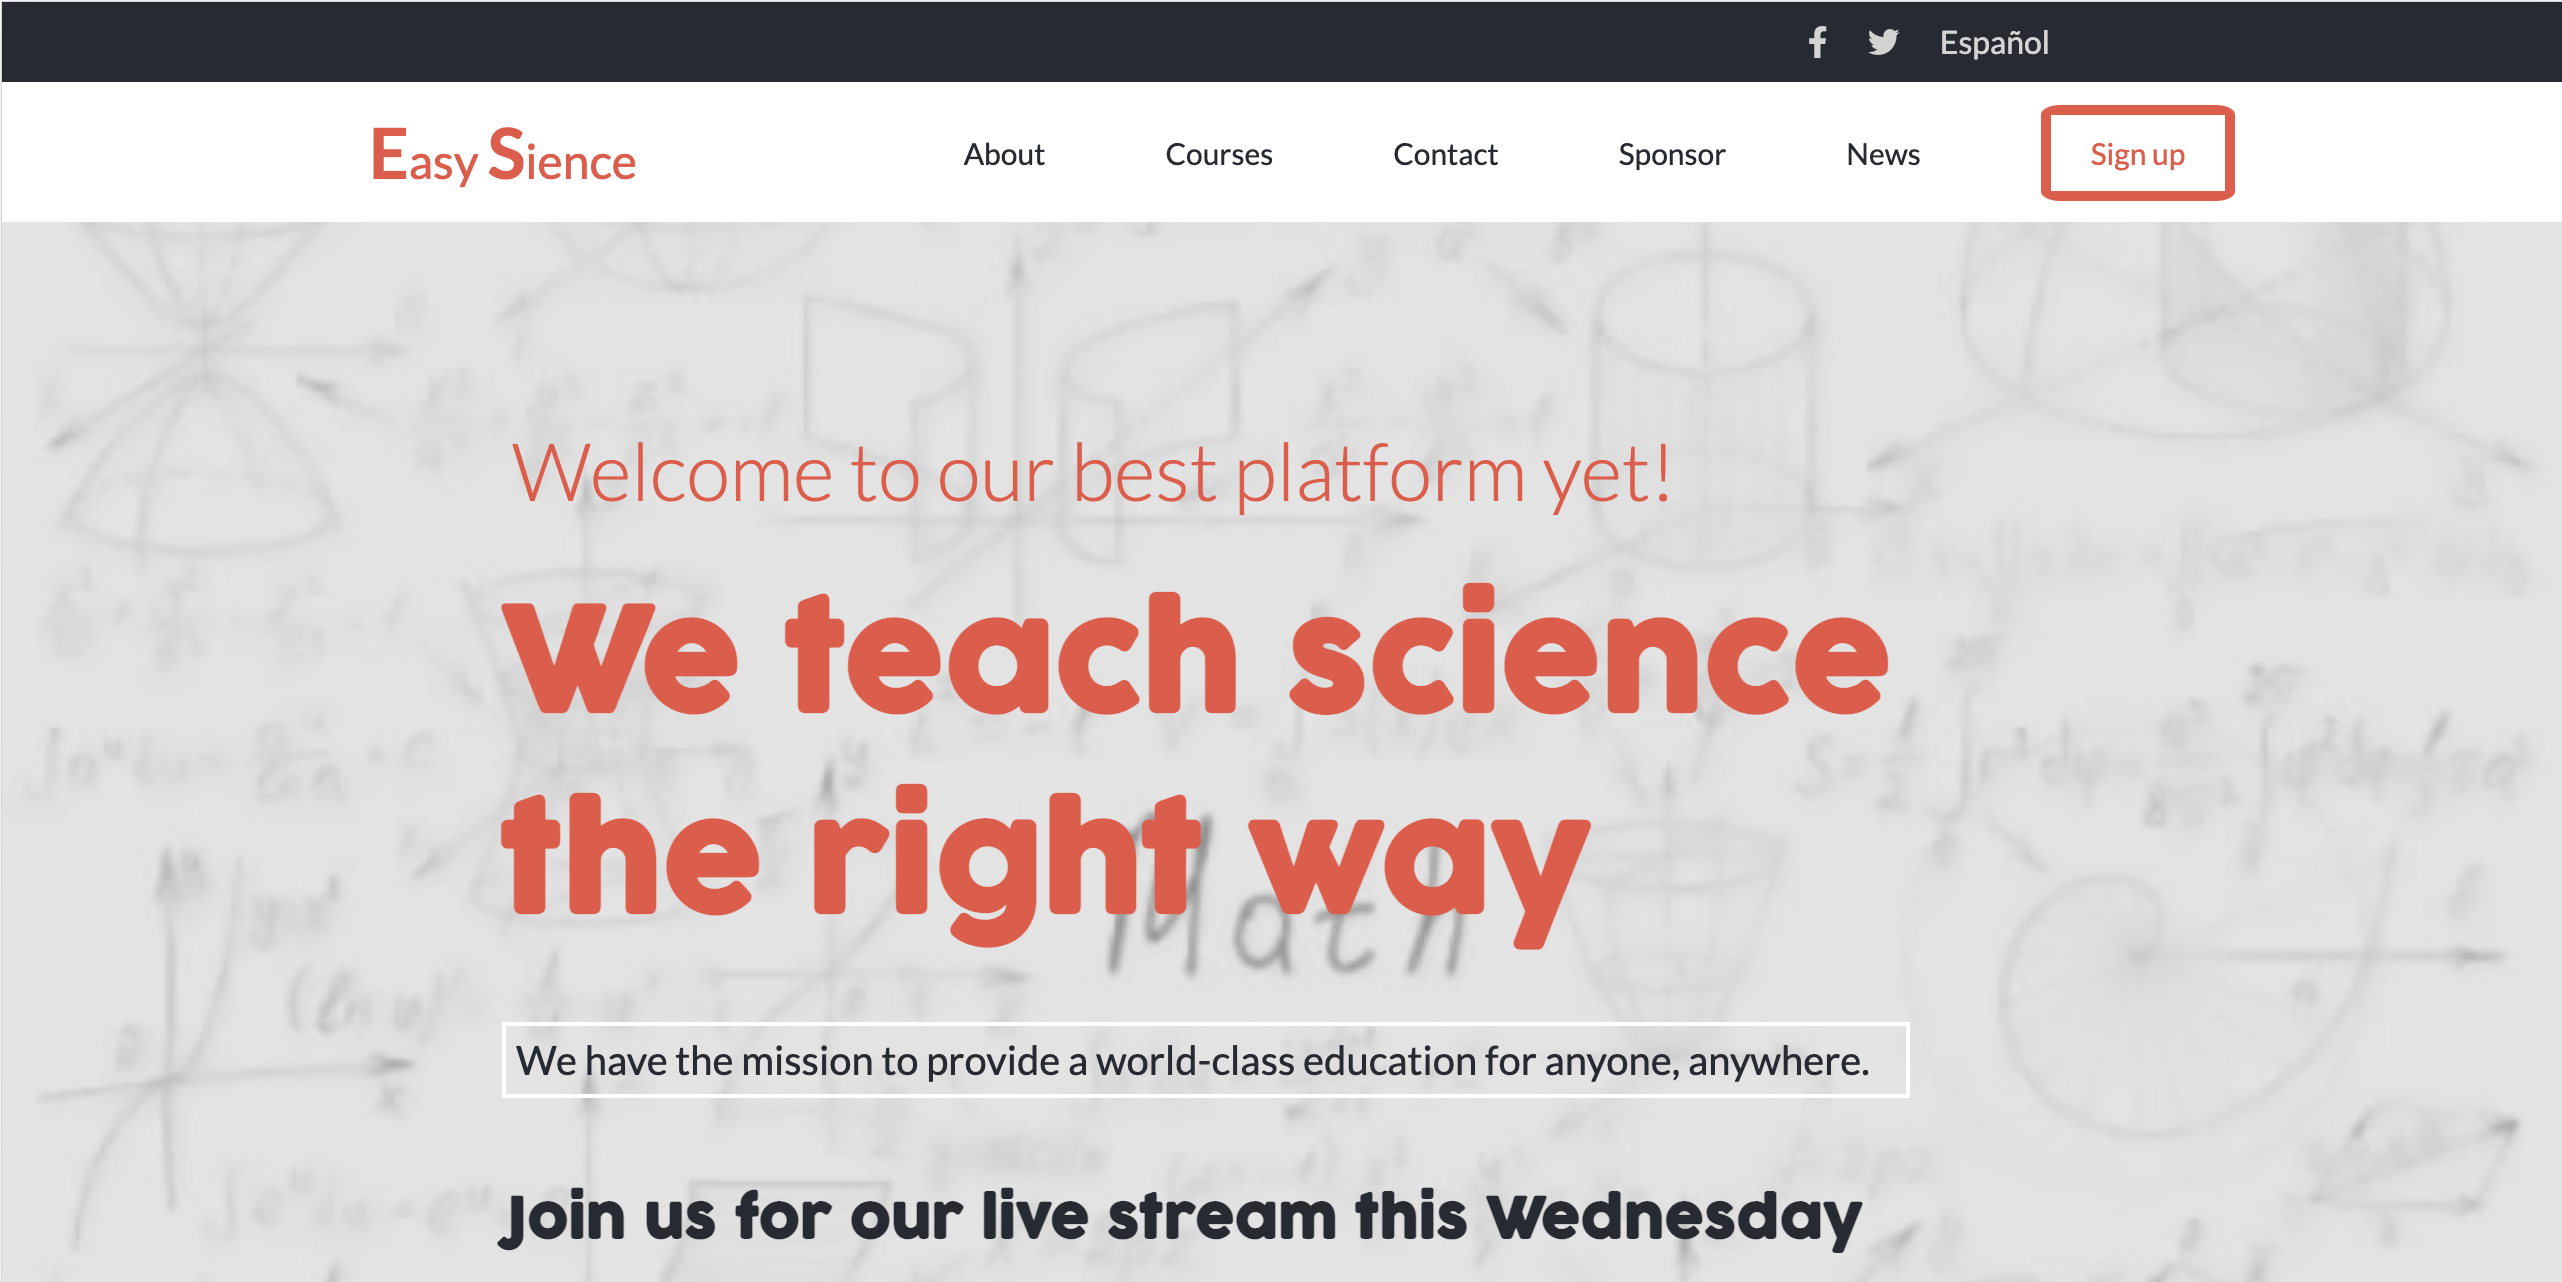 Español
Easy Sience
About
Courses
Contact
Sponsor
News
Sign up
Welcome to our best platform yet!
We teach science
the right way
Math
We have the mission to provide a world-class education for anyone, anywhere.
Join us for our live stream this Wednesday